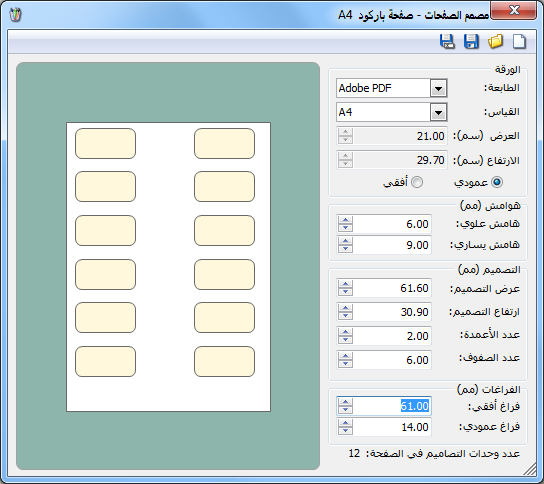 مصمم الصفحات - صفحة باركود A4
الورقة
الطابعة: Adobe PDF
القياس: A4
العرض (سم): 21.00
الارتفاع (سم): 29.70
عمودي أفقي
هوامش (مم)
هامش علوي: 6.00
هامش يساري: 9.00
التصميم (مم)
عرض التصميم: 61.60
ارتفاع التصميم: 30.90
عدد الأعمدة: 2.00
عدد الصفوف: 6.00
الفراغات (مم)
فراغ أفقي: 61.00
فراغ عمودي: 14.00
عدد وحدات التصاميم في الصفحة: 12